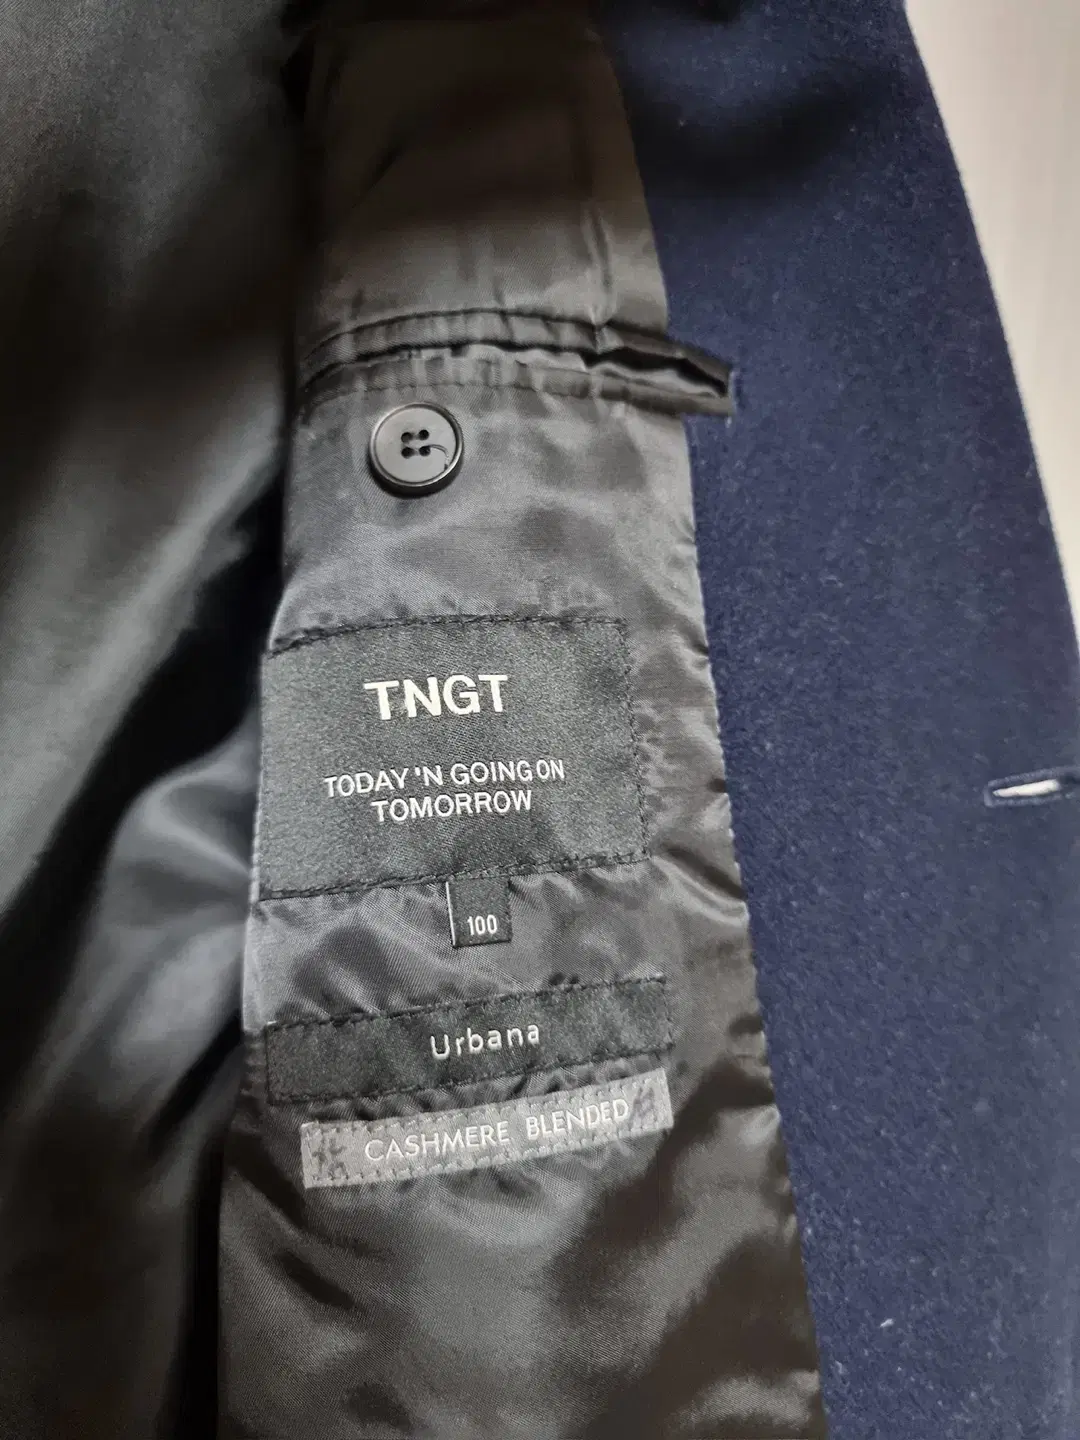 TNGT
TODAY 'N GOING ON
TOMORROW
100
Urbana
CASHMERE BLENDED